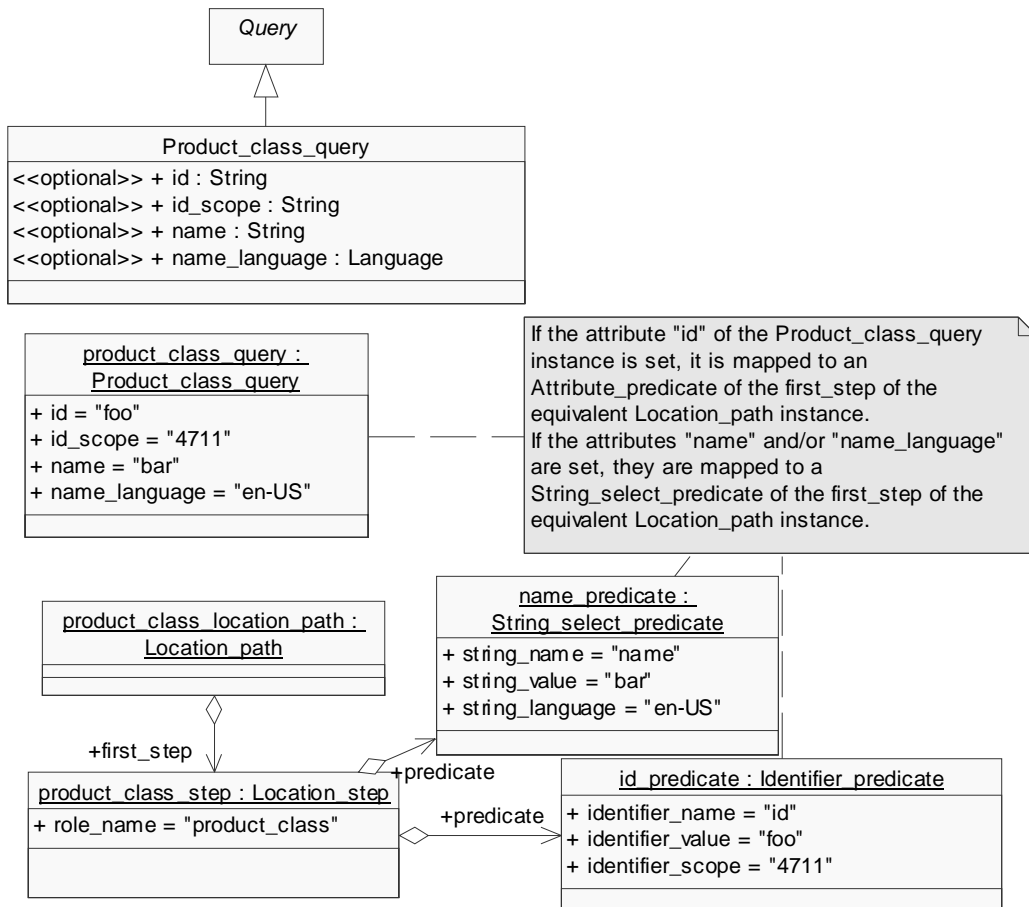 Query
Product_class_query
<<optional>> + id : String
<<optional>> + id_scope : String
<<optional>> + name : String
<<optional>> + name_language : Language
product_class_query :
Product_class_query
+ id = "foo"
+ id_scope = "4711"
+ name = "bar"
+ name_language = "en-US"
If the attribute "id" of the Product_class_query
instance is set, it is mapped to an
Attribute_predicate of the first_step of the
equivalent Location_path instance.
If the attributes "name" and/or "name_language"
are set, they are mapped to a
String_select_predicate of the first_step of the
equivalent Location_path instance.
product_class_location_path :
Location_path
name_predicate :
String_select_predicate
+ string_name = "name"
+ string_value = "bar"
+ string_language = "en-US"
+first_step
+predicate
product_class_step : Location_step
+ role_name = "product_class"
+predicate
id_predicate : Identifier_predicate
+ identifier_name = "id"
+ identifier_value = "foo"
+ identifier_scope = "4711"